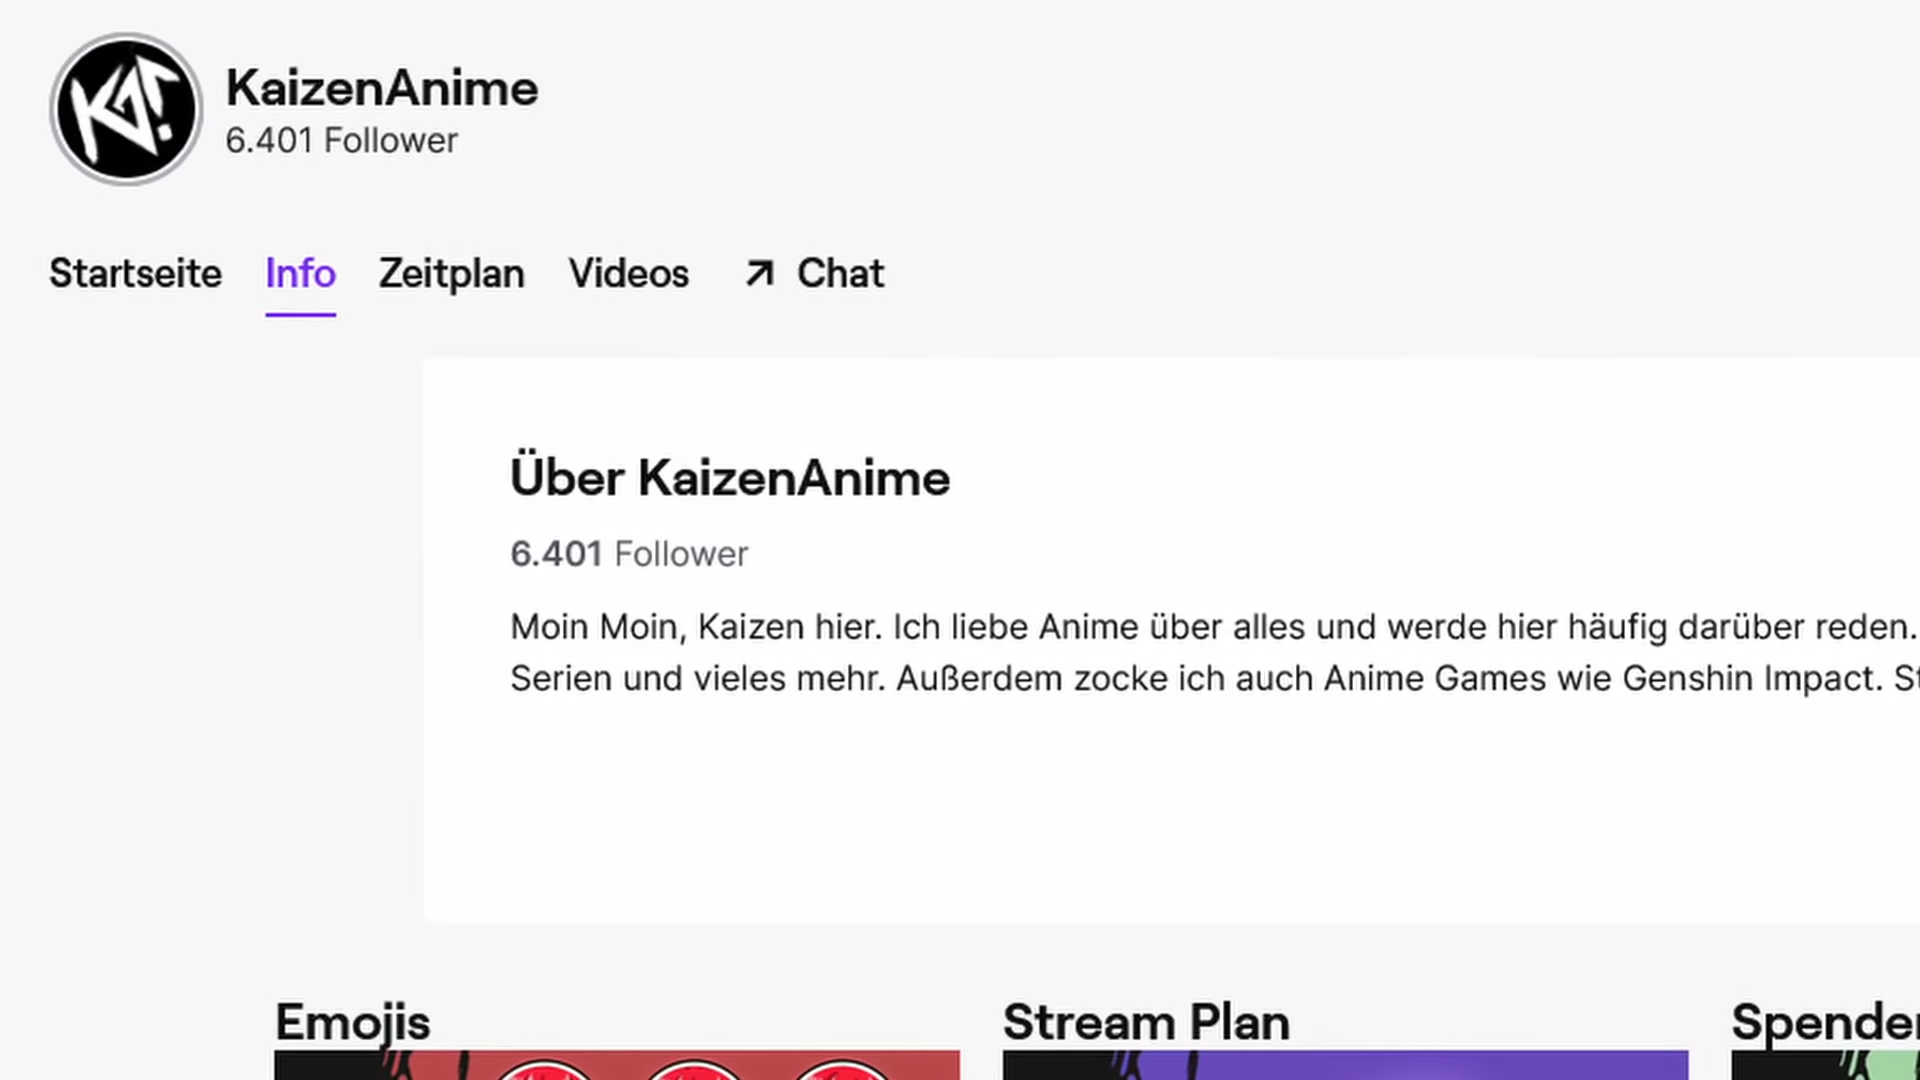 KaizenAnime
6.401 Follower
Startseite Info Zeitplan Videos Chat
Über KaizenAnime
6.401 Follower
Moin Moin, Kaizen hier. Ich liebe Anime über alles und werde hier häufig darüber reden.
Serien und vieles mehr. Außerdem zocke ich auch Anime Games wie Genshin Impact.
Emojis Stream Plan